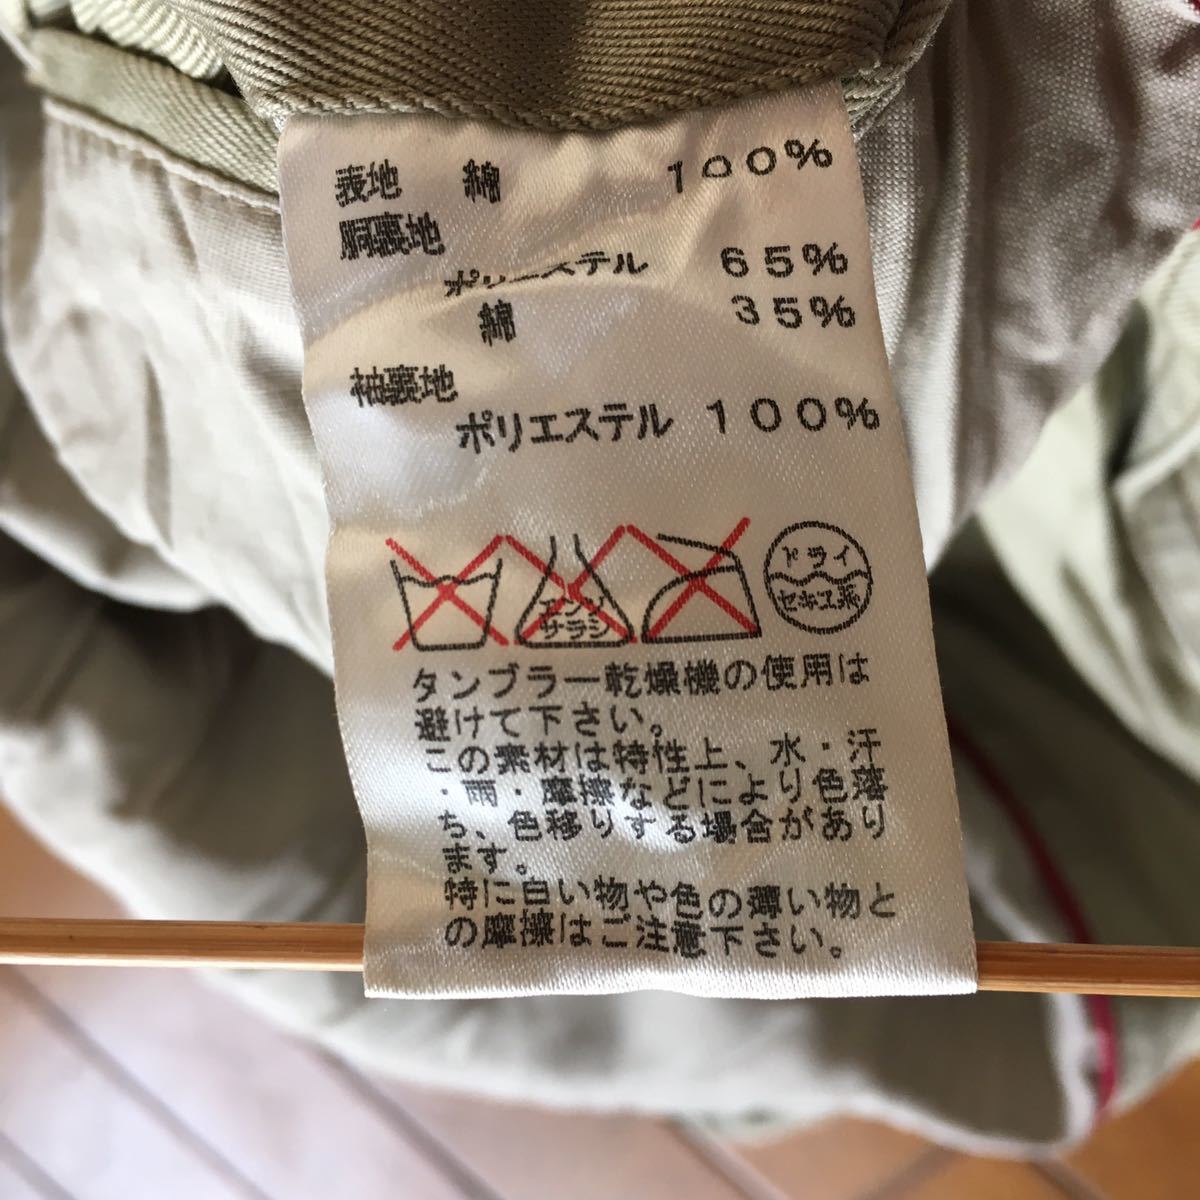 表地 綿 100%
胴裏地
ポリエステル 65%
綿 35%
袖裏地
ポリエステル 100%
エンソ
サラシ
ドライ
セキユ系
タンブラー乾燥機の使用は
避けて下さい。
この素材は特性上、水・汗
・雨・摩擦などにより色落
ち、色移りする場合があり
ます。
特に白い物や色の薄い物と
の摩擦はご注意下さい。